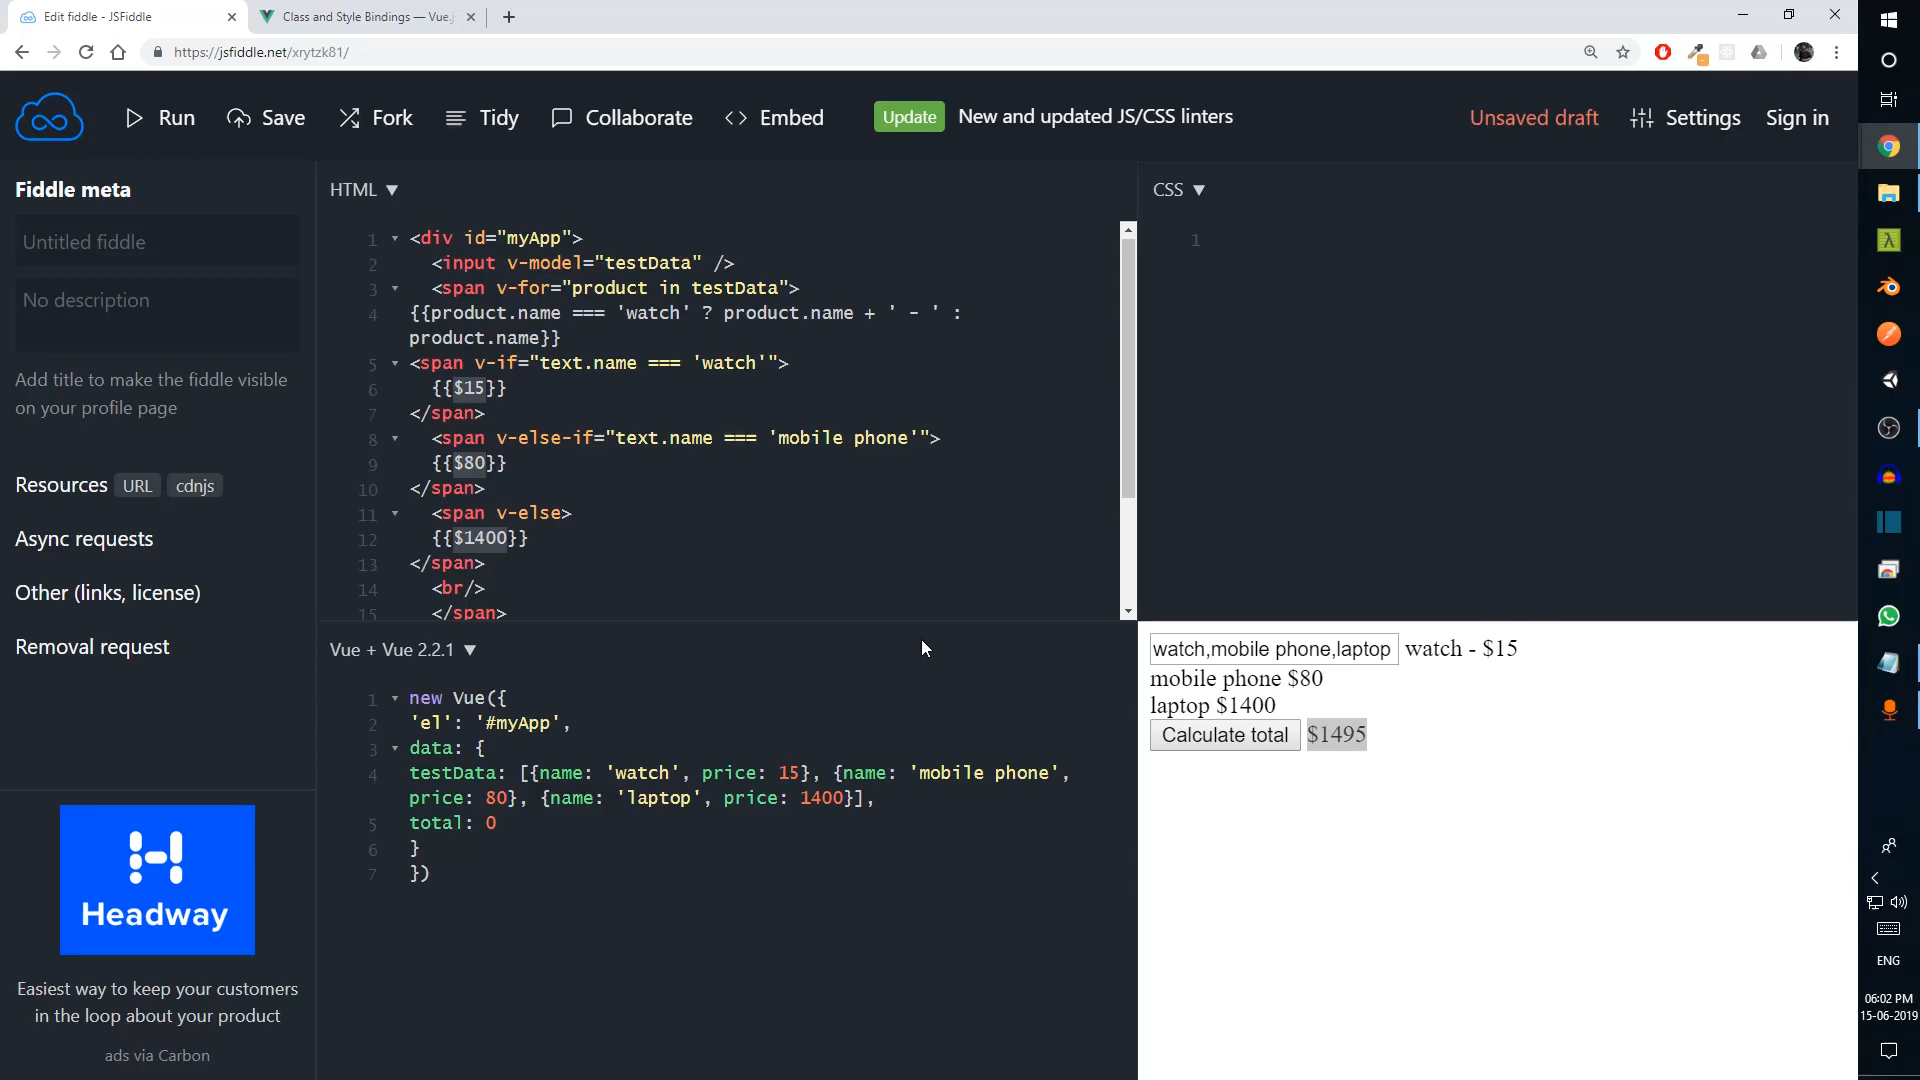 Edit fiddle - JSFiddle
Class and Style Bindings — Vue.j
https://jsfiddle.net/xrytzk81/
Run
Save
Fork
Tidy
Collaborate
Embed
Update
New and updated JS/CSS linters
Unsaved draft
Settings
Sign in
Fiddle meta
Untitled fiddle
No description
Add title to make the fiddle visible
on your profile page
Resources URL cdnjs
Async requests
Other (links, license)
Removal request
Headway
Easiest way to keep your customers
in the loop about your product
ads via Carbon
HTML ▼
1 <div id="myApp">
2 <input v-model="testData" />
3 <span v-for="product in testData">
4 {{product.name === 'watch' ? product.name + ' - ' :
product.name}}
5 <span v-if="text.name === 'watch'">
6 {{$15}}
7 </span>
8 <span v-else-if="text.name === 'mobile phone'">
9 {{$80}}
10 </span>
11 <span v-else>
12 {{$1400}}
13 </span>
14 <br/>
15 </span>
Vue + Vue 2.2.1 ▼
1 new Vue({
2 'el': '#myApp',
3 data: {
4 testData: [{name: 'watch', price: 15}, {name: 'mobile phone',
price: 80}, {name: 'laptop', price: 1400}],
5 total: 0
6 }
7 })
CSS ▼
1
watch,mobile phone,laptop watch - $15
mobile phone $80
laptop $1400
Calculate total $1495
ENG
06:02 PM
15-06-2019